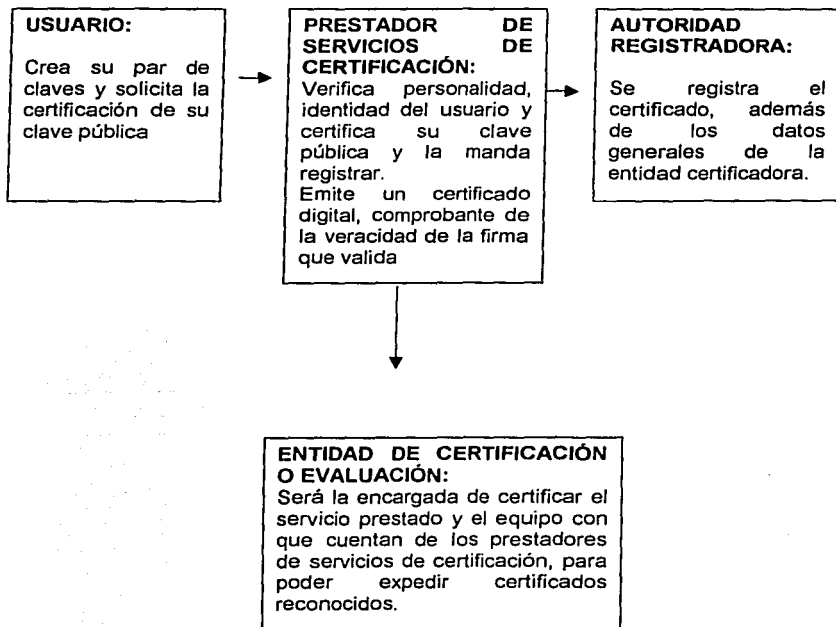 USUARIO:
Crea su par de
claves y solicita la
certificación de su
clave pública
PRESTADOR DE
SERVICIOS DE
CERTIFICACIÓN:
Verifica personalidad,
identidad del usuario y
certifica su clave
pública y la manda
registrar.
Emite un certificado
digital, comprobante de
la veracidad de la firma
que valida
AUTORIDAD
REGISTRADORA:
Se registra el
certificado, además
de los datos
generales de la
entidad certificadora.
ENTIDAD DE CERTIFICACIÓN
O EVALUACIÓN:
Será la encargada de certificar el
servicio prestado y el equipo con
que cuentan de los prestadores
de servicios de certificación, para
poder expedir certificados
reconocidos.